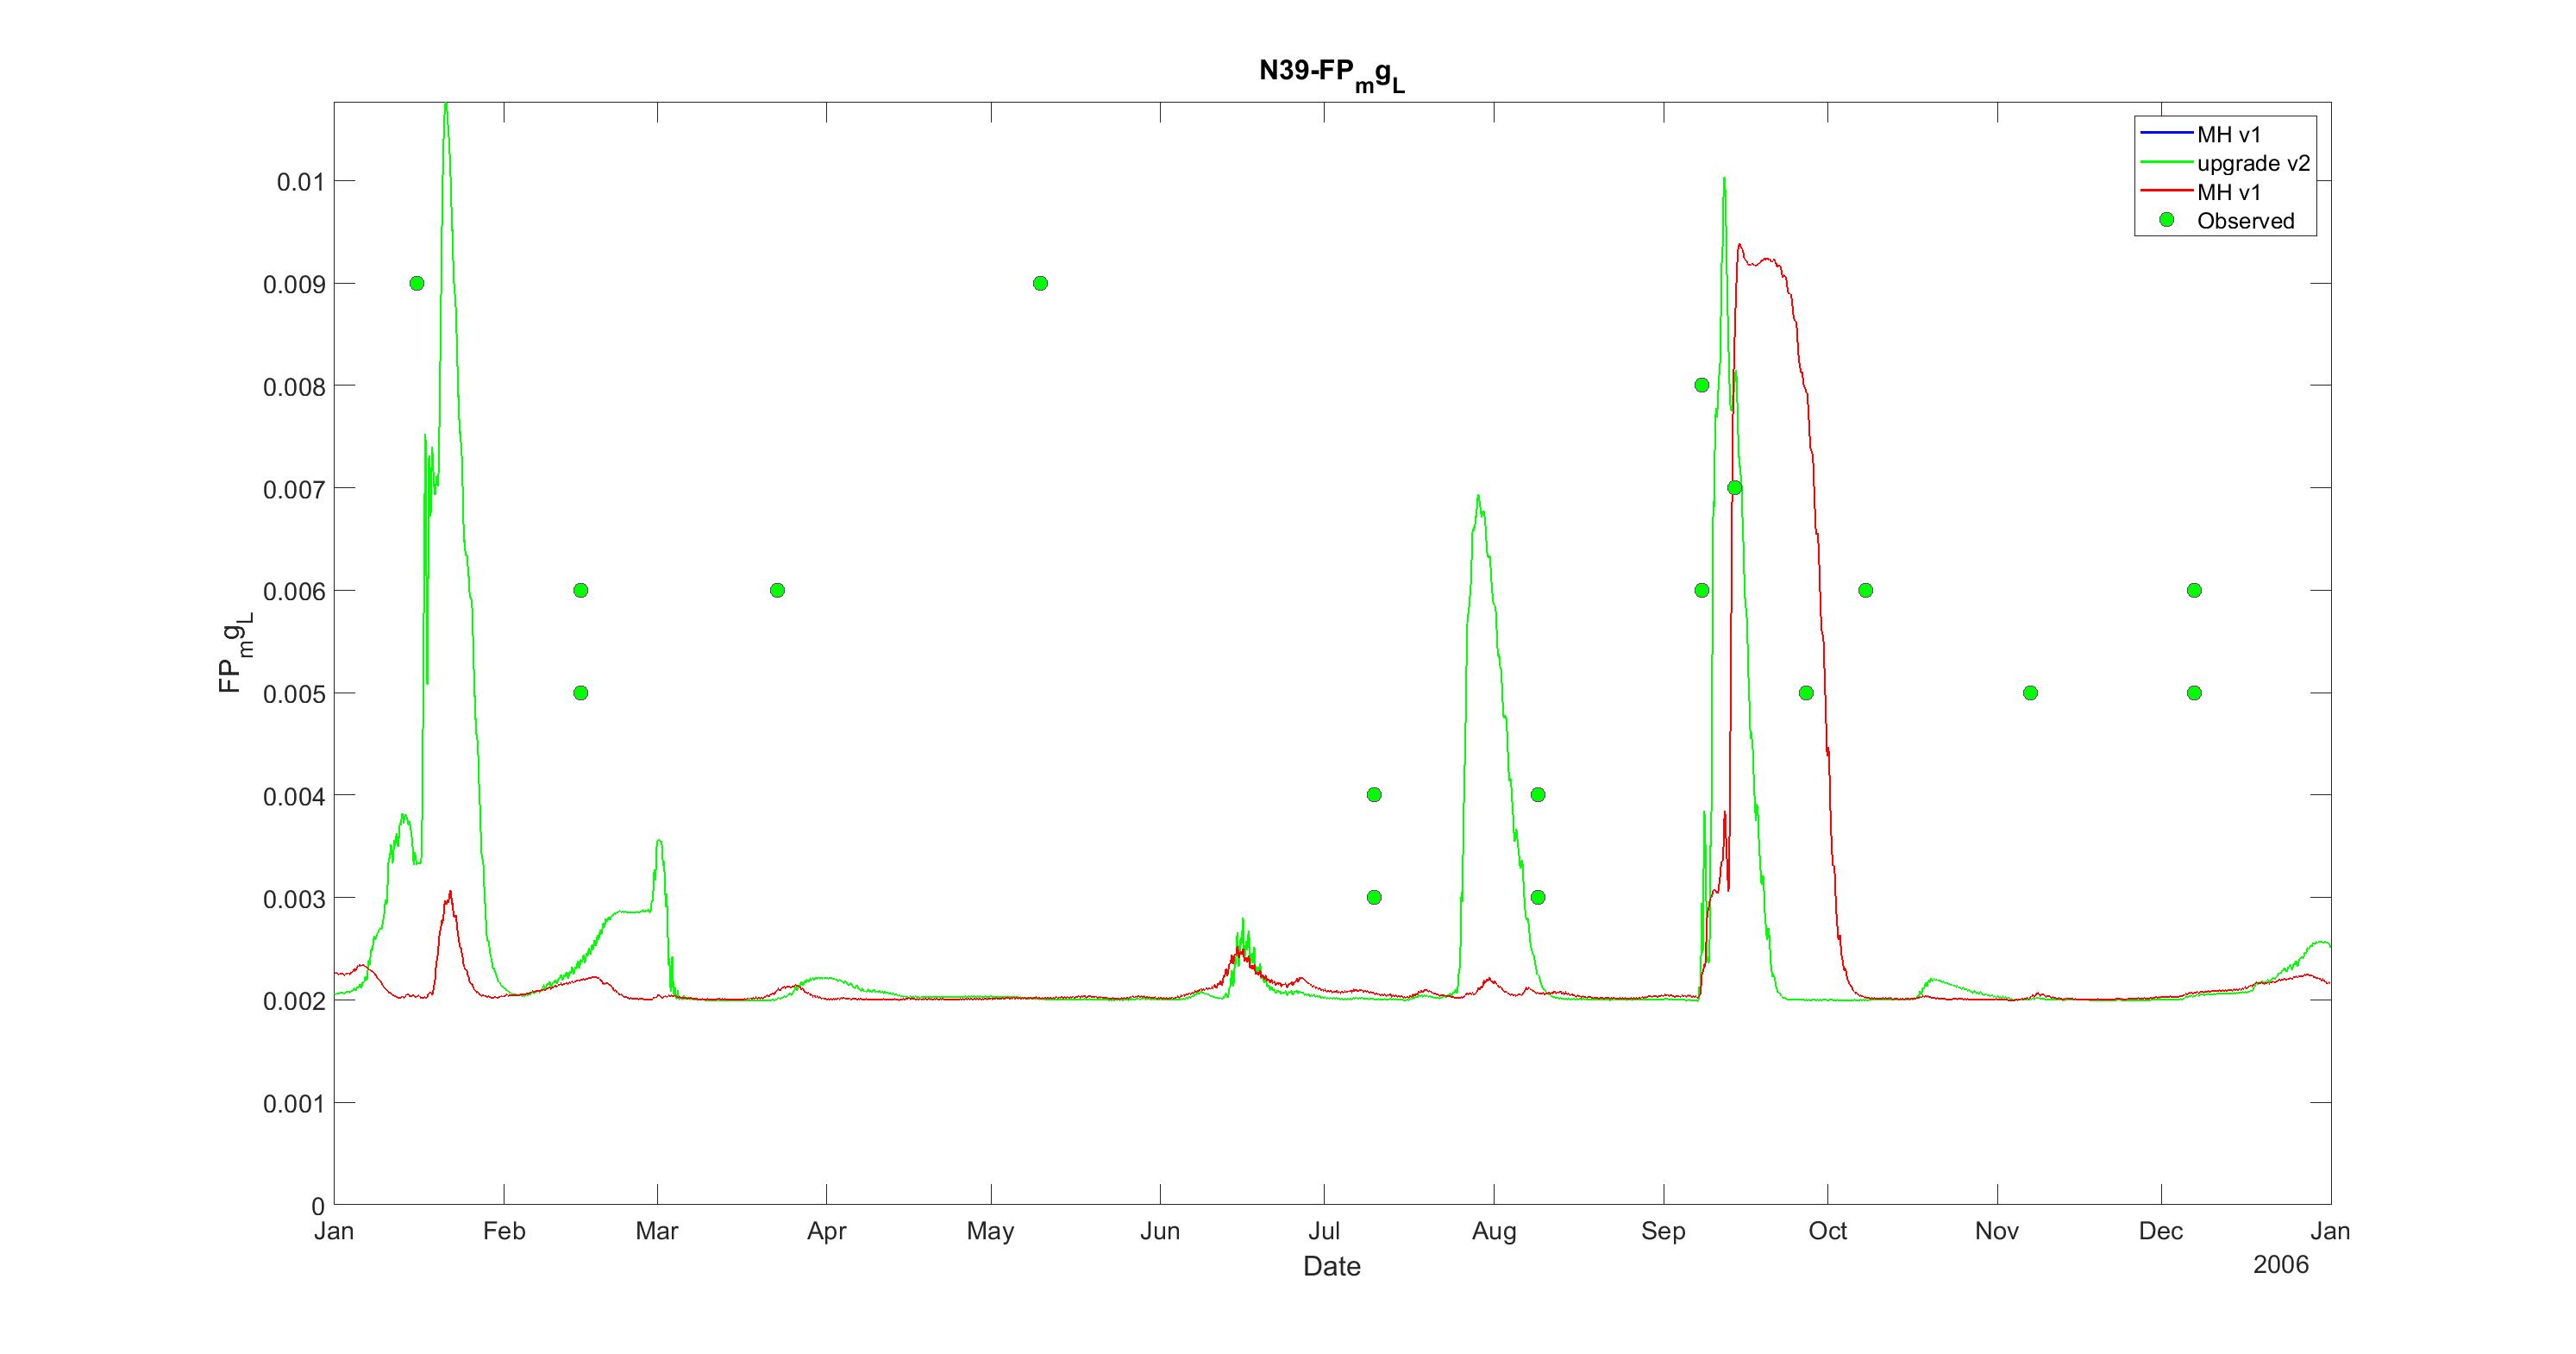 N39-FPmgL
MH v1
upgrade v2
MH v1
Observed
0.01
0.009
0.008
0.007
0.006
0.005
0.004
0.003
0.002
0.001
0
FPmgL
Jan Feb Mar Apr May Jun Jul Aug Sep Oct Nov Dec Jan
Date
2006